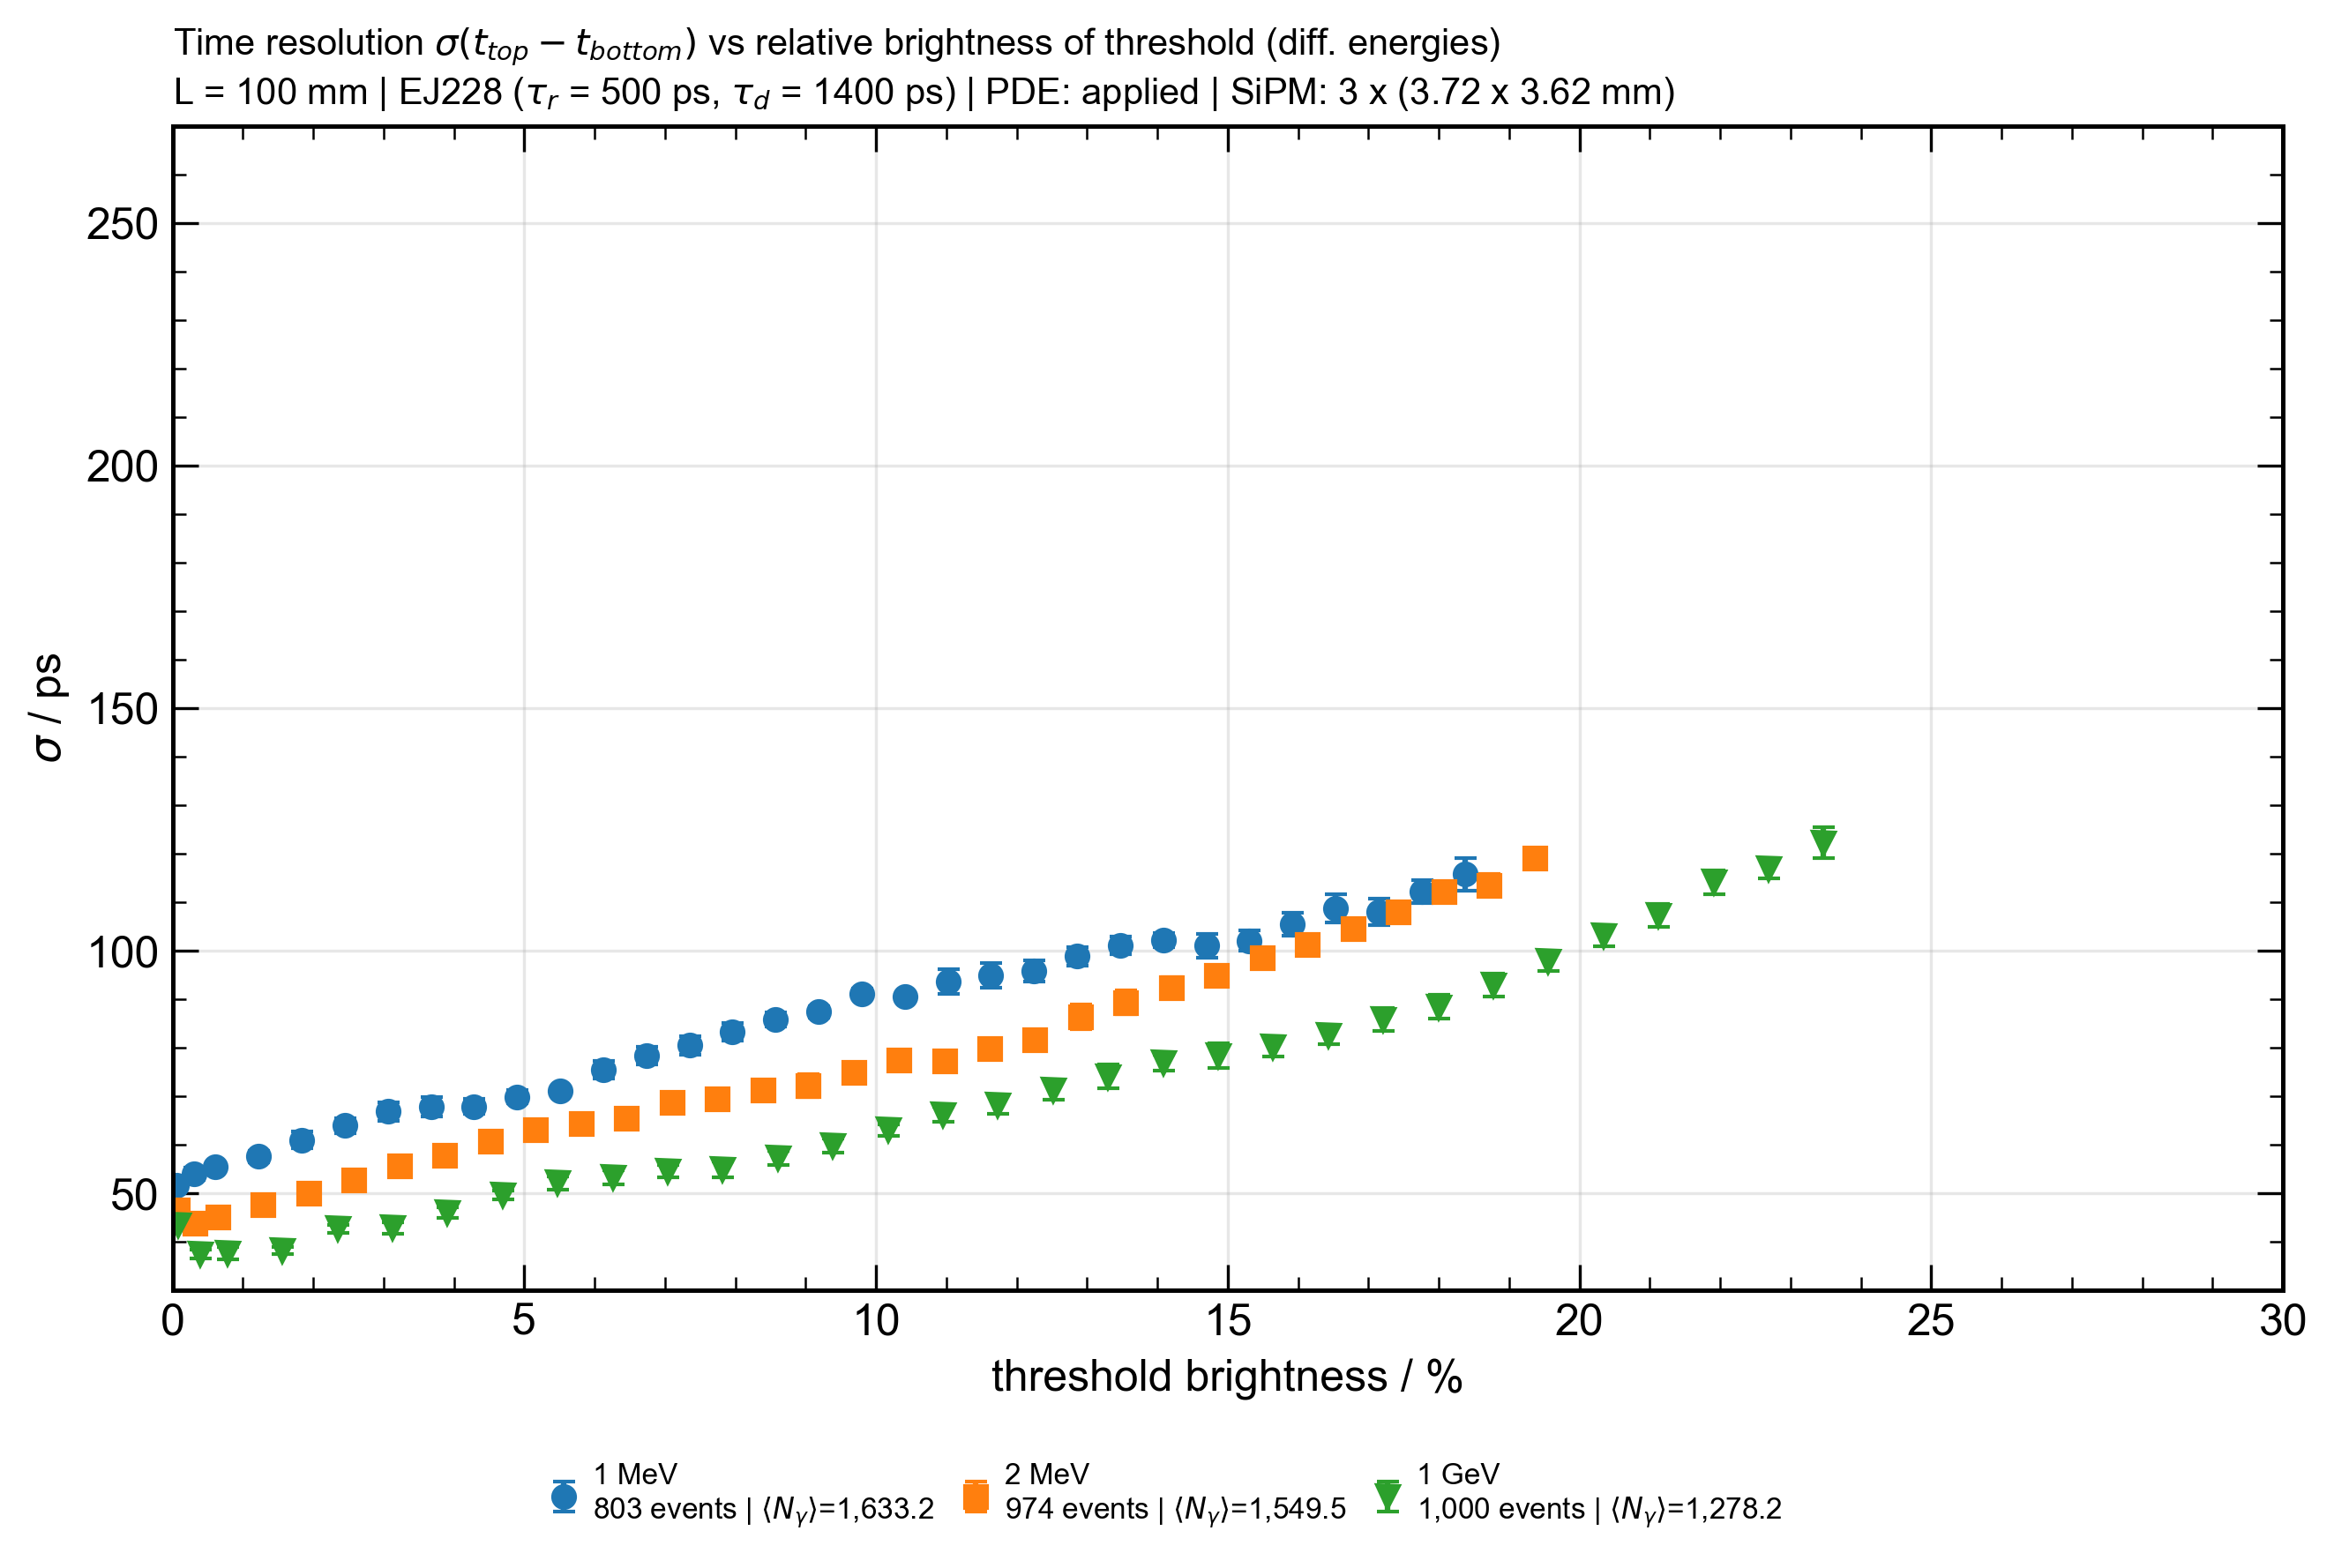 Time resolution σ(t_top − t_bottom) vs relative brightness of threshold (diff. energies)
L = 100 mm | EJ228 (τ_r = 500 ps, τ_d = 1400 ps) | PDE: applied | SiPM: 3 x (3.72 x 3.62 mm)
250
200
150
100
50
σ / ps
0 5 10 15 20 25 30
threshold brightness / %
1 MeV
803 events | ⟨N_γ⟩=1,633.2
2 MeV
974 events | ⟨N_γ⟩=1,549.5
1 GeV
1,000 events | ⟨N_γ⟩=1,278.2